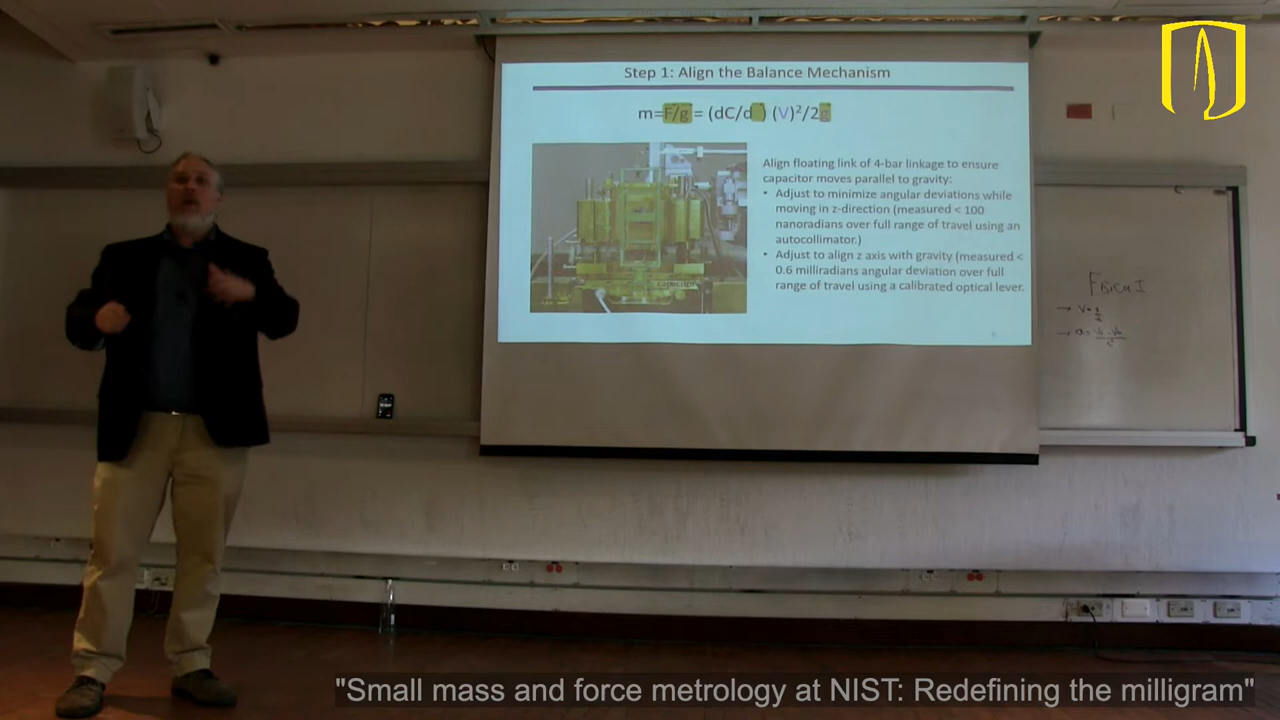 Step 1: Align the Balance Mechanism
m=F/g = (dC/d ) (V)²/2g
Align floating link of 4-bar linkage to ensure
capacitor moves parallel to gravity:
• Adjust to minimize angular deviations while
moving in z-direction (measured < 100
nanoradians over full range of travel using an
autocollimator.)
• Adjust to align z axis with gravity (measured <
0.6 milliradians angular deviation over full
range of travel using a calibrated optical lever.
capacitor
"Small mass and force metrology at NIST: Redefining the milligram"